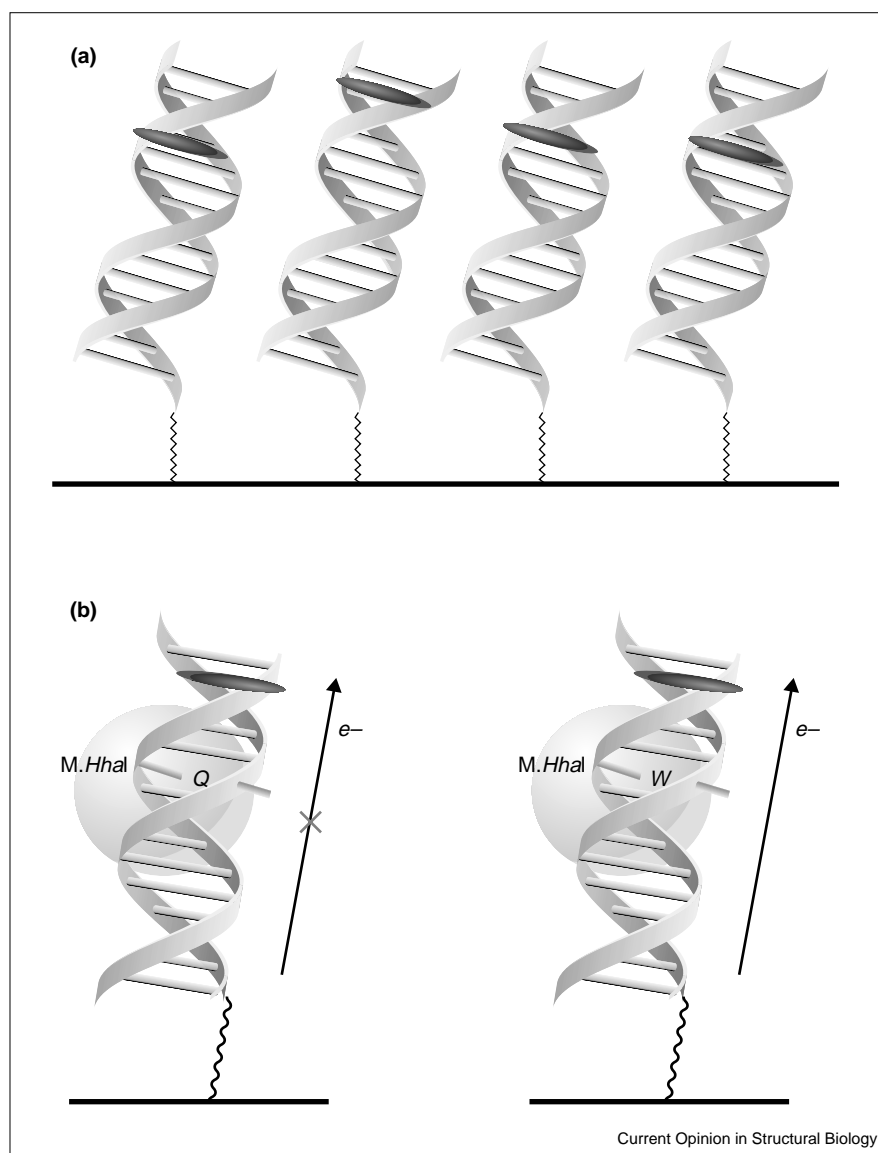 (a)
(b)
e–
e–
M.HhaI
Q
M.HhaI
W
Current Opinion in Structural Biology